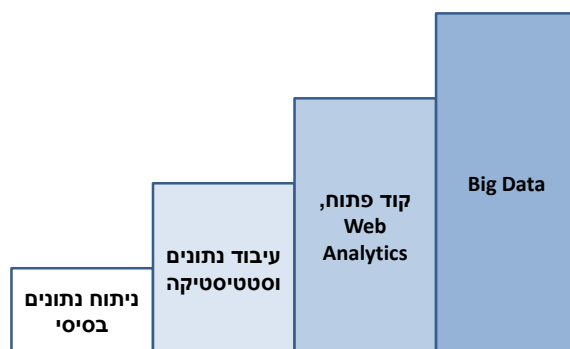 ניתוח נתונים
בסיסי
עיבוד נתונים
וסטטיסטיקה
קוד פתוח,
Web
Analytics
Big Data